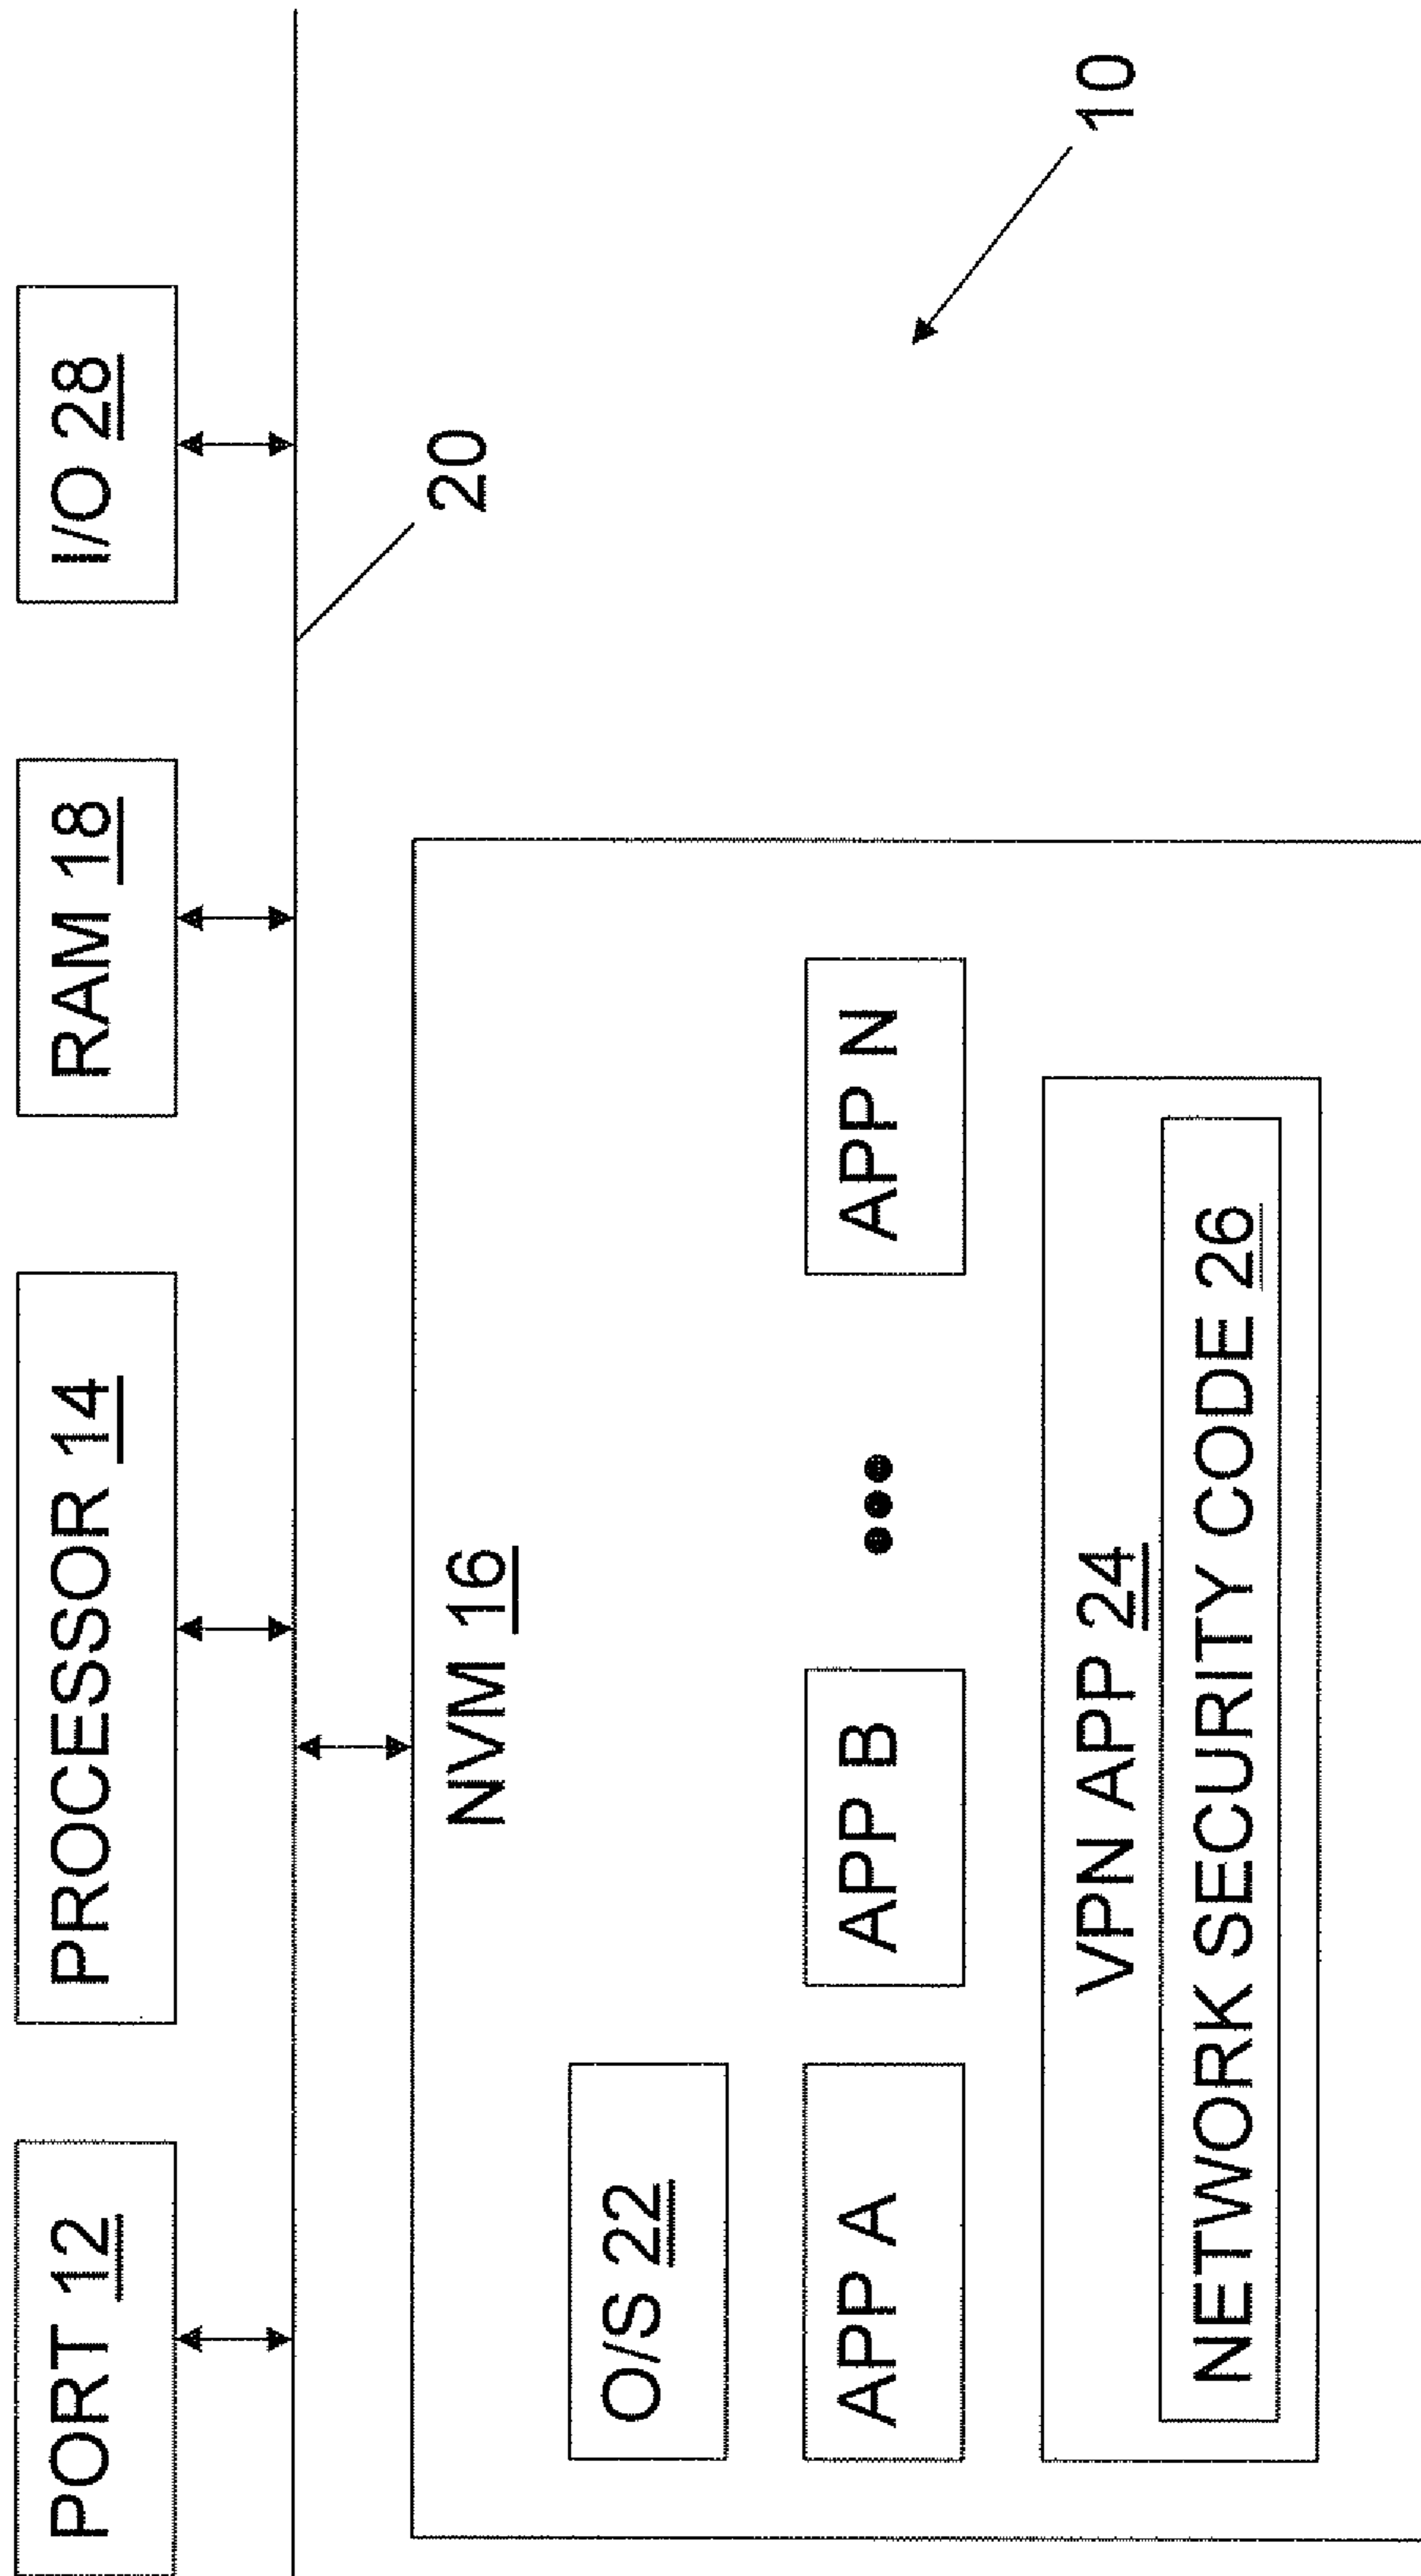 PORT 12
PROCESSOR 14
RAM 18
I/O 28
20
NVM 16
O/S 22
APP A
APP B
APP N
VPN APP 24
NETWORK SECURITY CODE 26
10